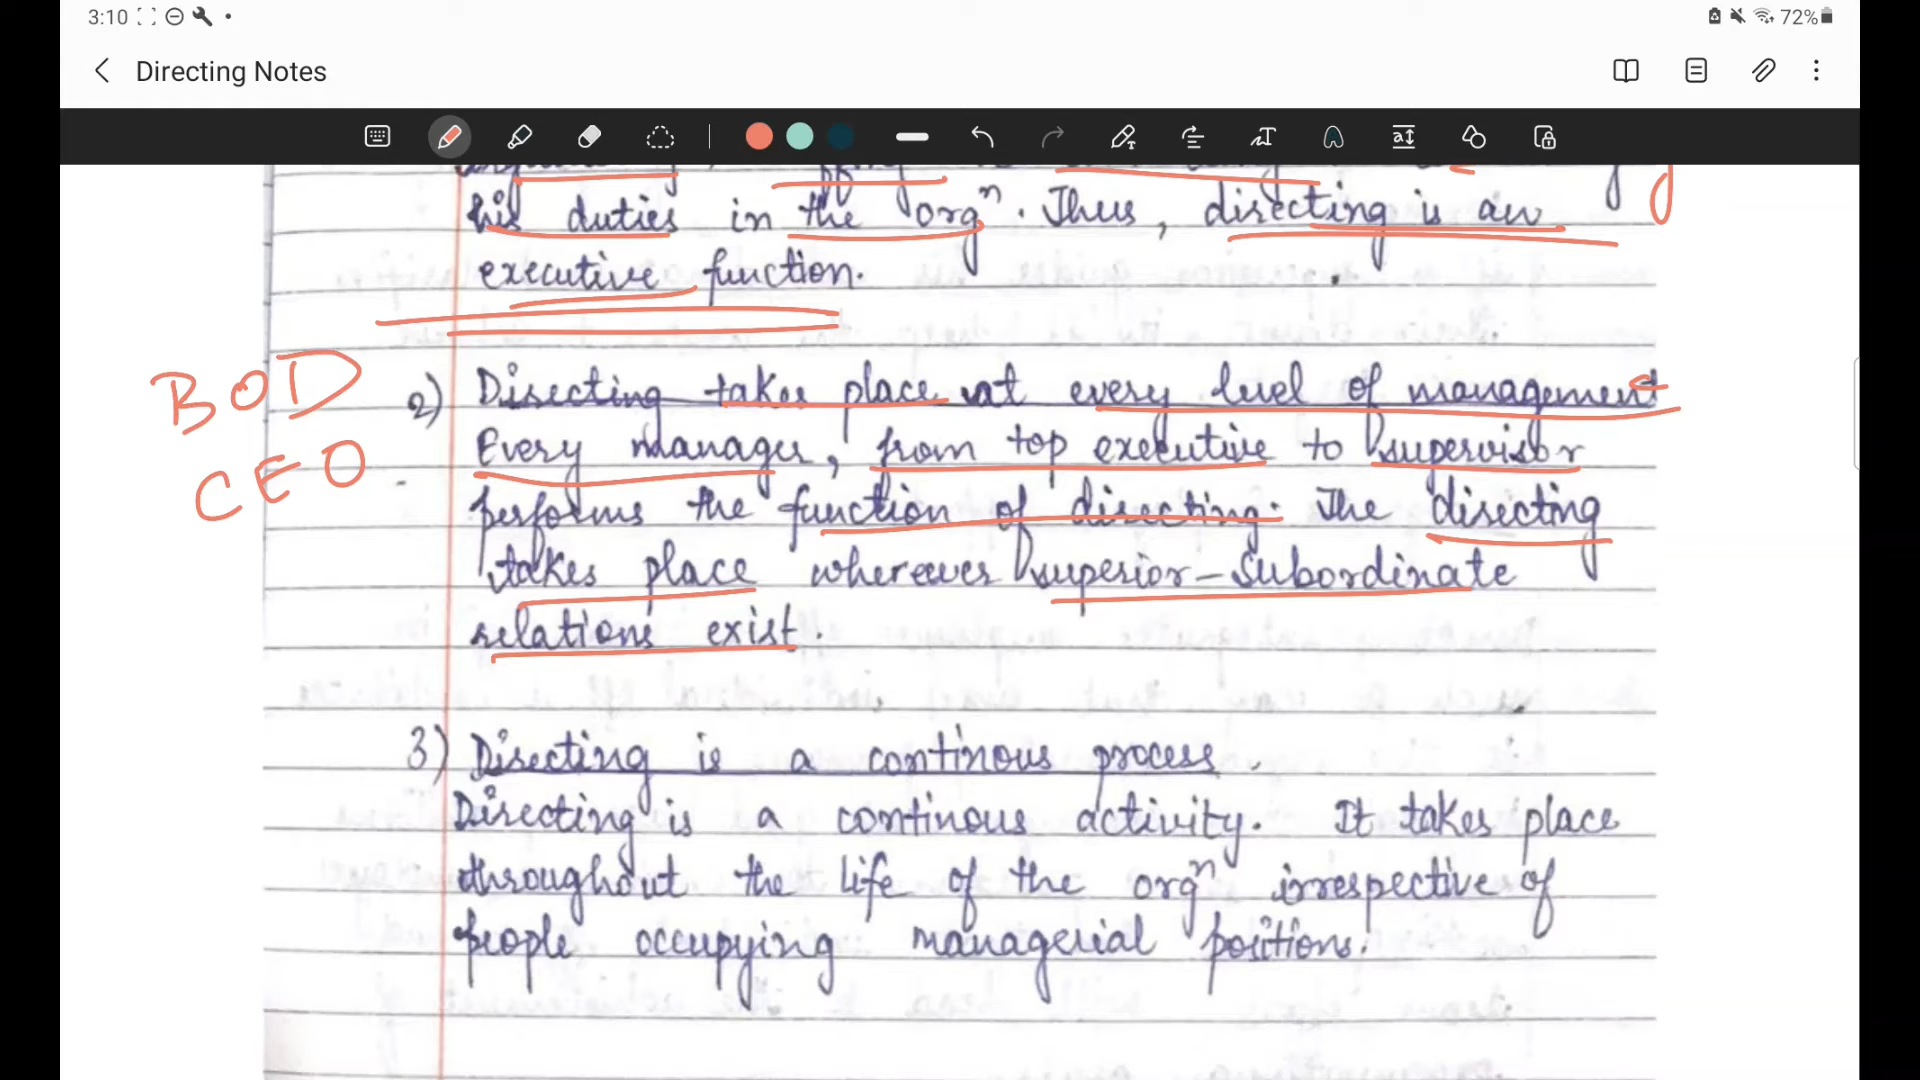 3:10
72%
Directing Notes
his duties in the orgⁿ. Thus, directing is an
executive function.
BOD
CEO
2) Directing takes place at every level of management
Every manager, from top executive to supervisor
performs the function of directing. The directing
takes place wherever superior-subordinate
relations exist.
3) Directing is a continous process.
Directing is a continous activity. It takes place
throughout the life of the orgⁿ irrespective of
people occupying managerial positions.